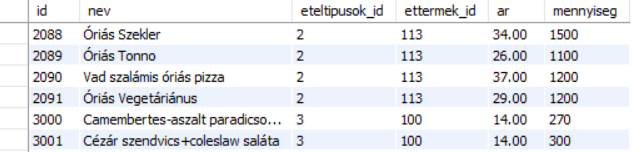 id nev eteltipusok_id ettermek_id ar mennyiseg
2088 Óriás Szekler 2 113 34.00 1500
2089 Óriás Tonno 2 113 26.00 1100
2090 Vad szalámis óriás pizza 2 113 37.00 1200
2091 Óriás Vegetáriánus 2 113 29.00 1200
3000 Camembertes-aszalt paradicso... 3 100 14.00 270
3001 Cézár szendvics+coleslaw saláta 3 100 14.00 300